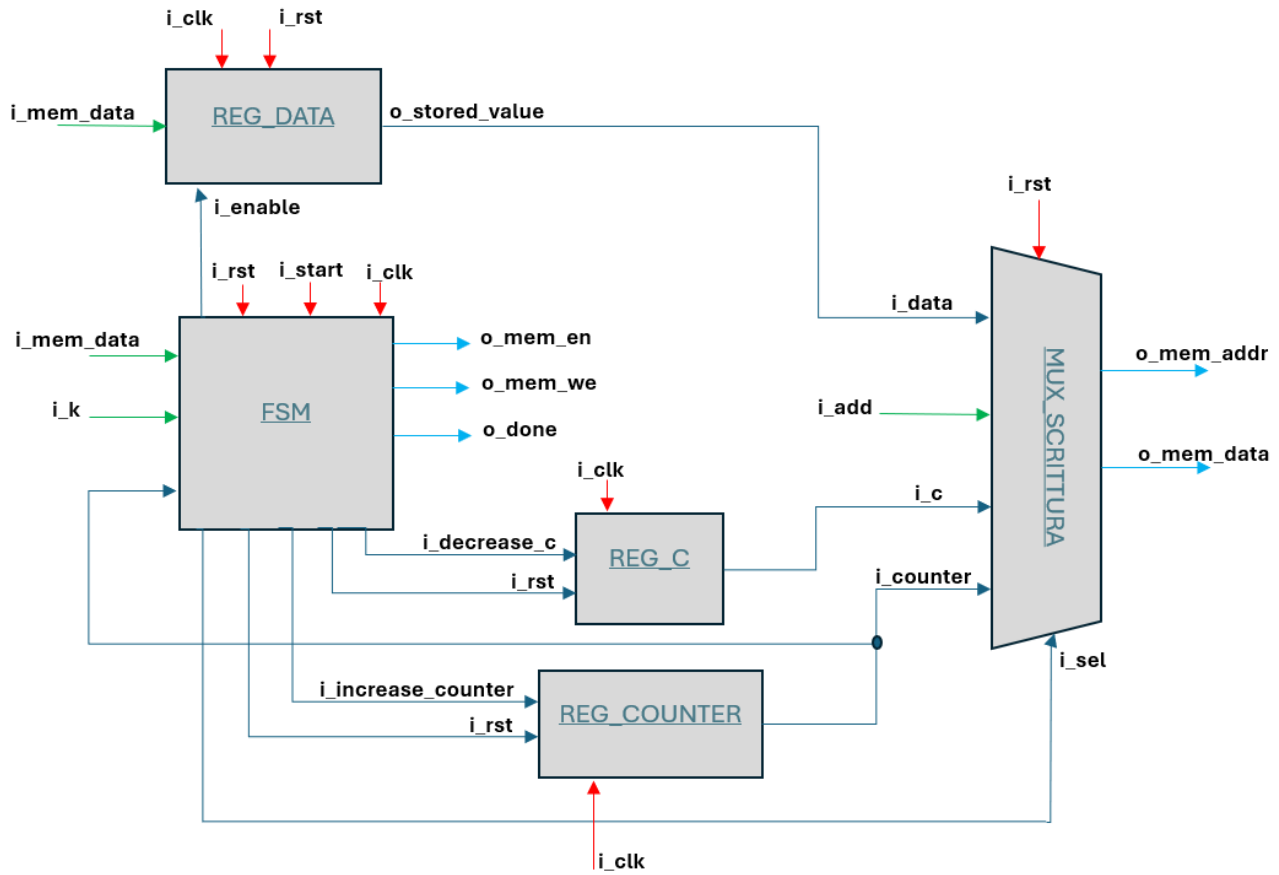 i_clk
i_rst
i_mem_data
REG_DATA
o_stored_value
i_enable
i_rst
i_rst
i_start
i_clk
i_data
i_mem_data
o_mem_en
o_mem_we
o_mem_addr
i_k
FSM
o_done
i_add
MUX_SCRITTURA
o_mem_data
i_clk
i_c
i_decrease_c
REG_C
i_rst
i_counter
i_sel
i_increase_counter
REG_COUNTER
i_rst
i_clk